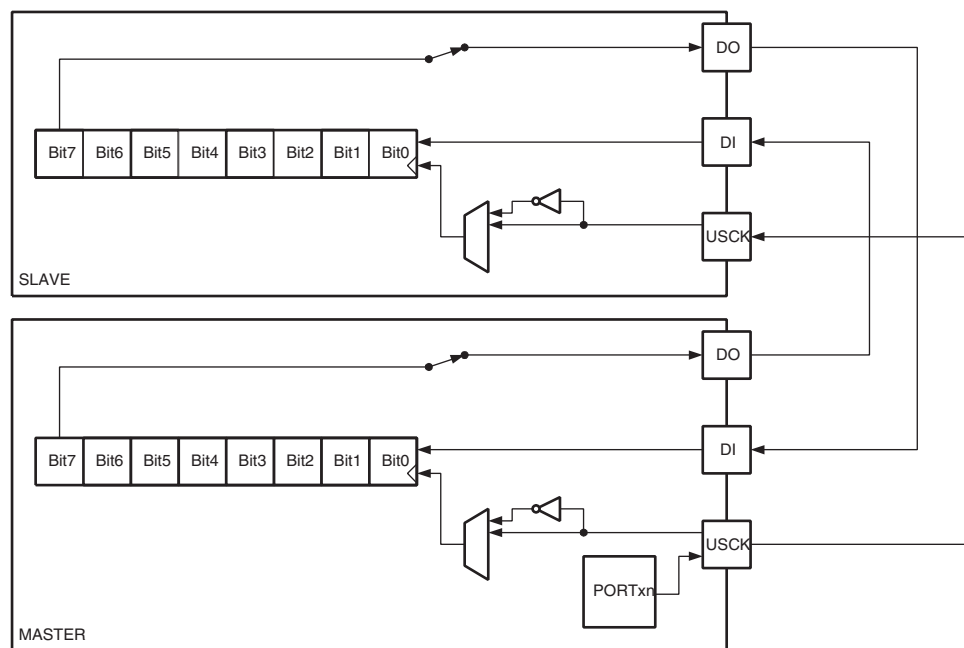 DO
Bit7 Bit6 Bit5 Bit4 Bit3 Bit2 Bit1 Bit0
DI
USCK
SLAVE
DO
Bit7 Bit6 Bit5 Bit4 Bit3 Bit2 Bit1 Bit0
DI
USCK
PORTxn
MASTER